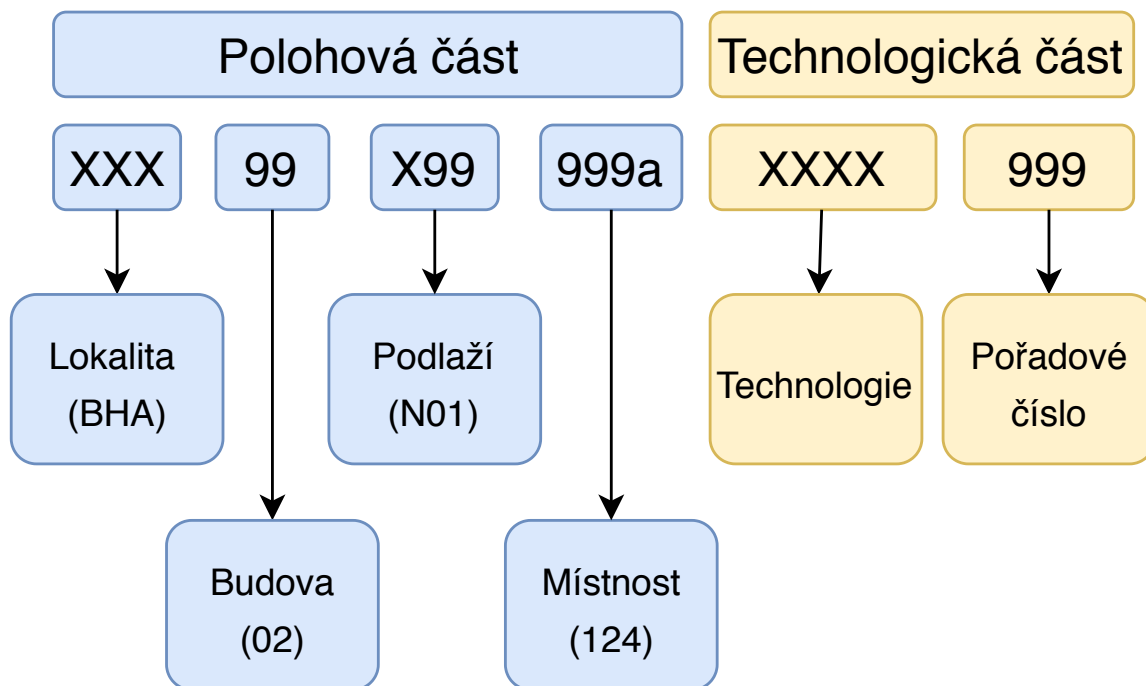 Polohová část
Technologická část
XXX
99
X99
999a
XXXX
999
Lokalita
(BHA)
Podlaží
(N01)
Technologie
Pořadové
číslo
Budova
(02)
Místnost
(124)